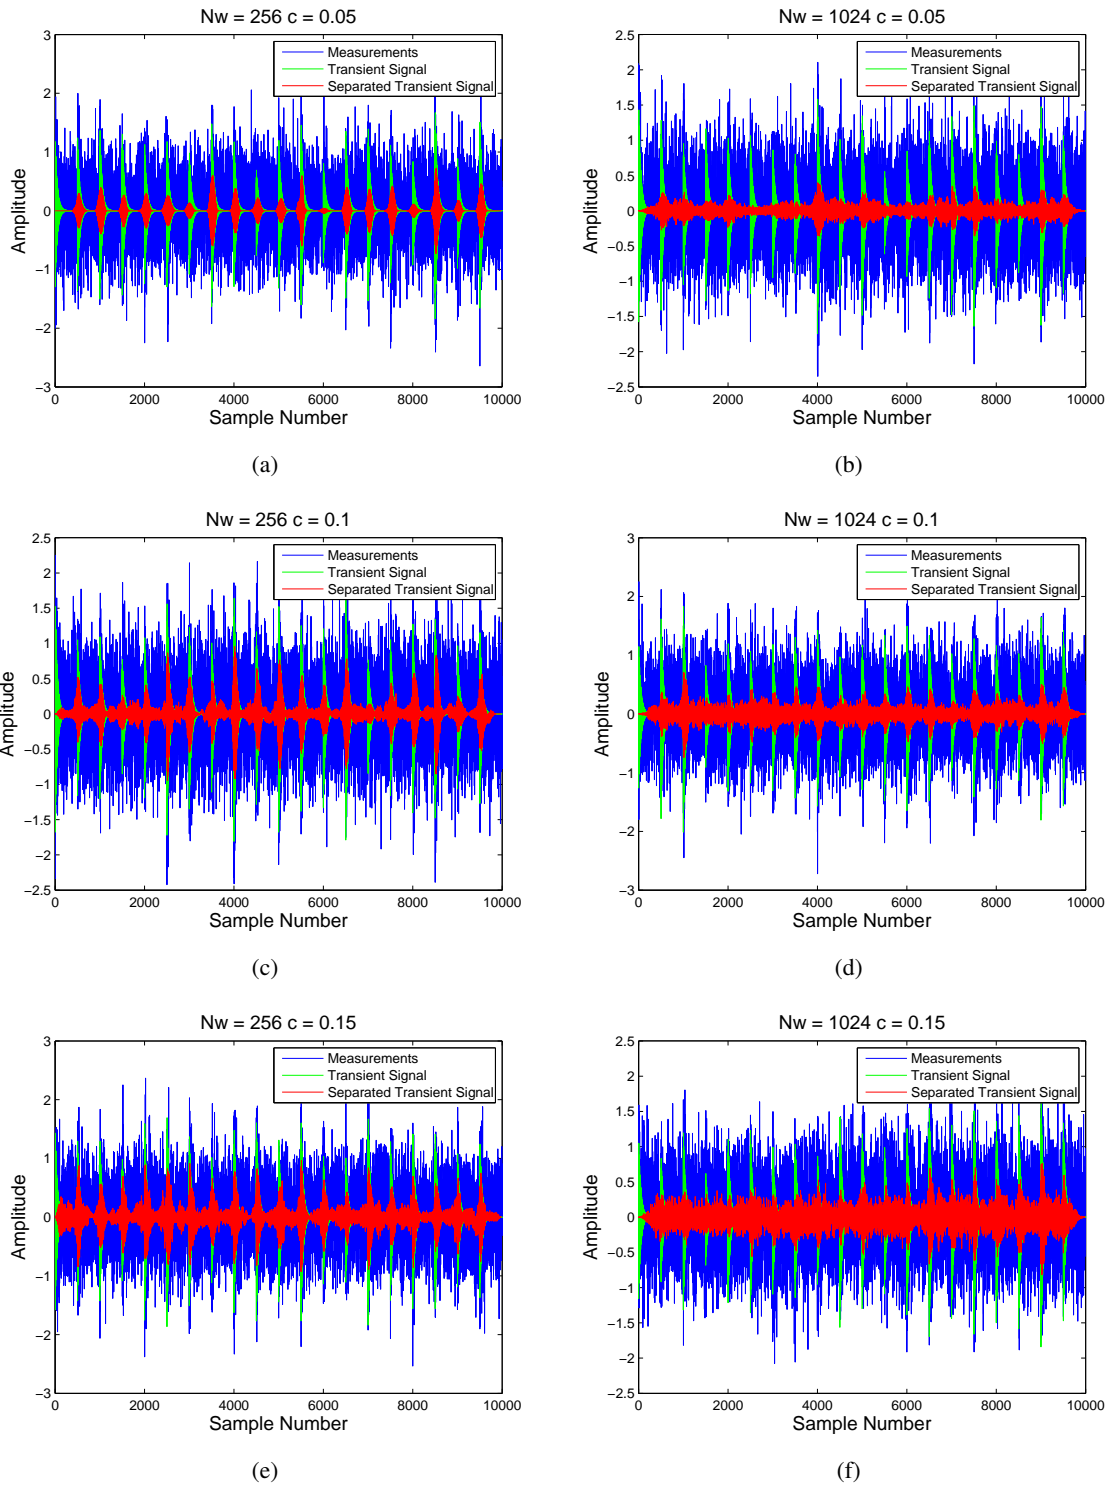 Nw = 256 c = 0.05
Measurements
Transient Signal
Separated Transient Signal
3
2
1
0
−1
−2
−3
Amplitude
0 2000 4000 6000 8000 10000
Sample Number
(a)
Nw = 1024 c = 0.05
Measurements
Transient Signal
Separated Transient Signal
2.5
2
1.5
1
0.5
0
−0.5
−1
−1.5
−2
−2.5
Amplitude
0 2000 4000 6000 8000 10000
Sample Number
(b)
Nw = 256 c = 0.1
Measurements
Transient Signal
Separated Transient Signal
2.5
2
1.5
1
0.5
0
−0.5
−1
−1.5
−2
−2.5
Amplitude
0 2000 4000 6000 8000 10000
Sample Number
(c)
Nw = 1024 c = 0.1
Measurements
Transient Signal
Separated Transient Signal
3
2
1
0
−1
−2
−3
Amplitude
0 2000 4000 6000 8000 10000
Sample Number
(d)
Nw = 256 c = 0.15
Measurements
Transient Signal
Separated Transient Signal
3
2
1
0
−1
−2
−3
Amplitude
0 2000 4000 6000 8000 10000
Sample Number
(e)
Nw = 1024 c = 0.15
Measurements
Transient Signal
Separated Transient Signal
2.5
2
1.5
1
0.5
0
−0.5
−1
−1.5
−2
−2.5
Amplitude
0 2000 4000 6000 8000 10000
Sample Number
(f)